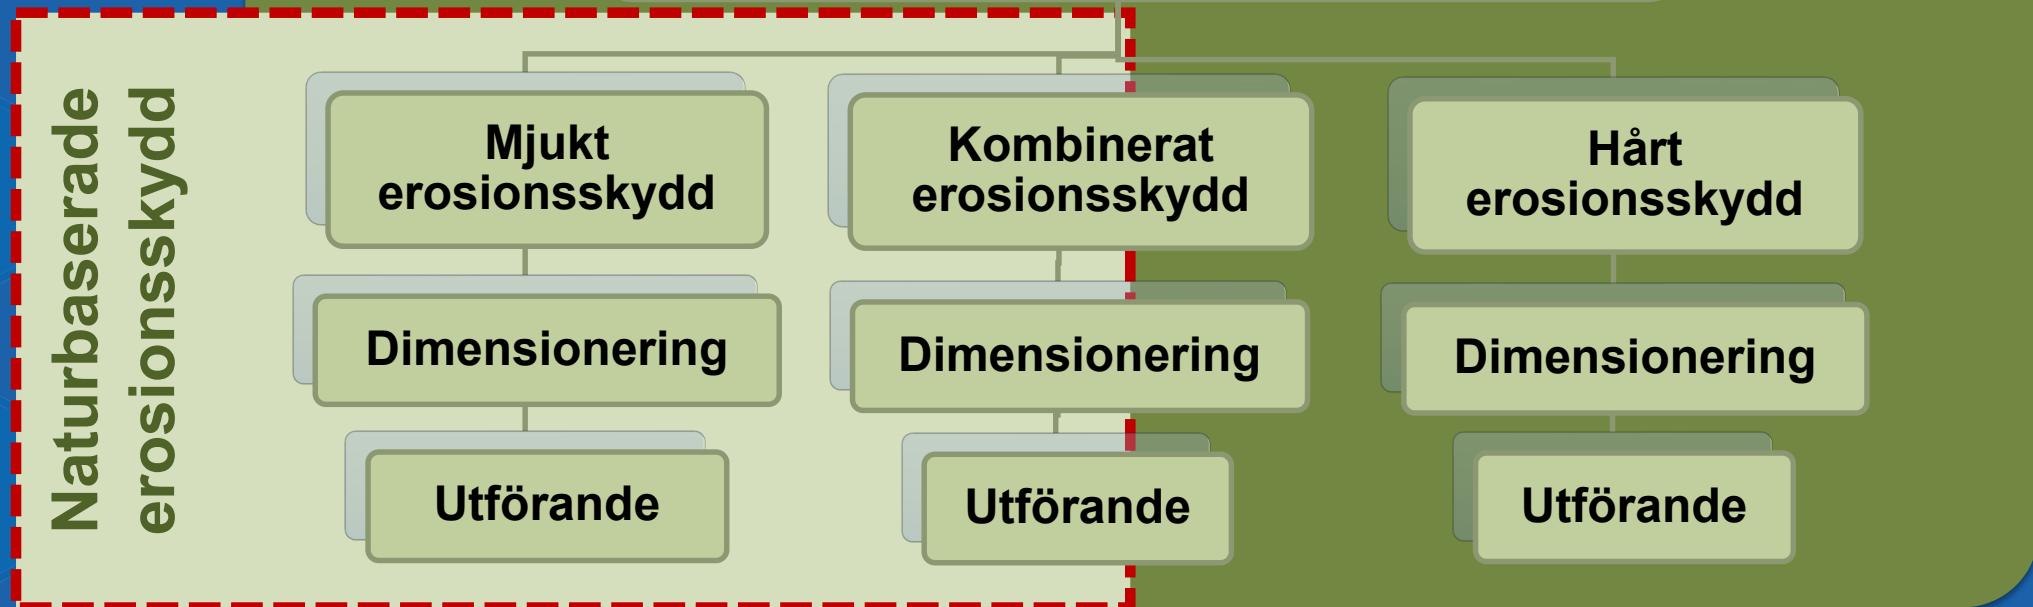 Naturbaserade
erosionsskydd
Mjukt
erosionsskydd
Kombinerat
erosionsskydd
Hårt
erosionsskydd
Dimensionering
Dimensionering
Dimensionering
Utförande
Utförande
Utförande